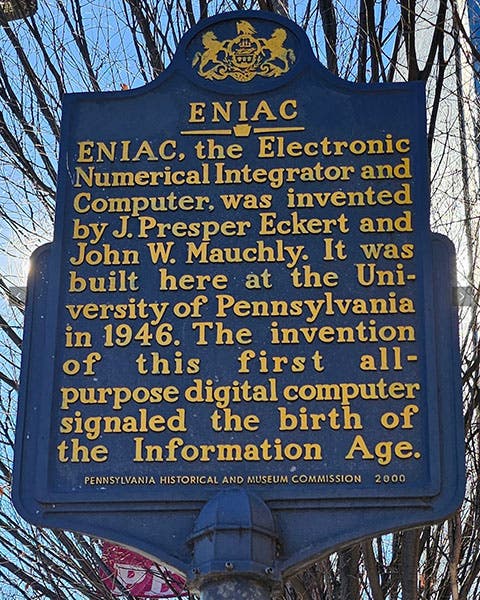 ENIAC
ENIAC, the Electronic
Numerical Integrator and
Computer, was invented
by J. Presper Eckert and
John W. Mauchly. It was
built here at the Uni-
versity of Pennsylvania
in 1946. The invention
of this first all-
purpose digital computer
signaled the birth of
the Information Age.
PENNSYLVANIA HISTORICAL AND MUSEUM COMMISSION 2000